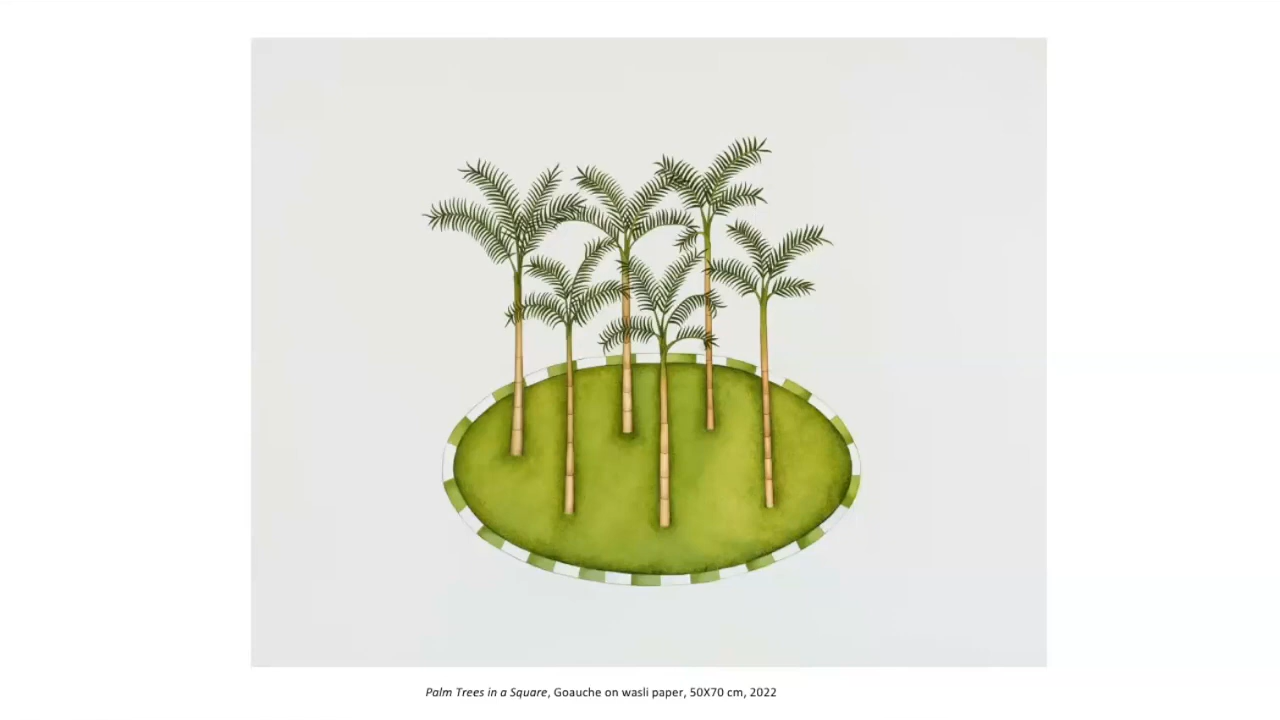 Palm Trees in a Square, Goauche on wasli paper, 50X70 cm, 2022